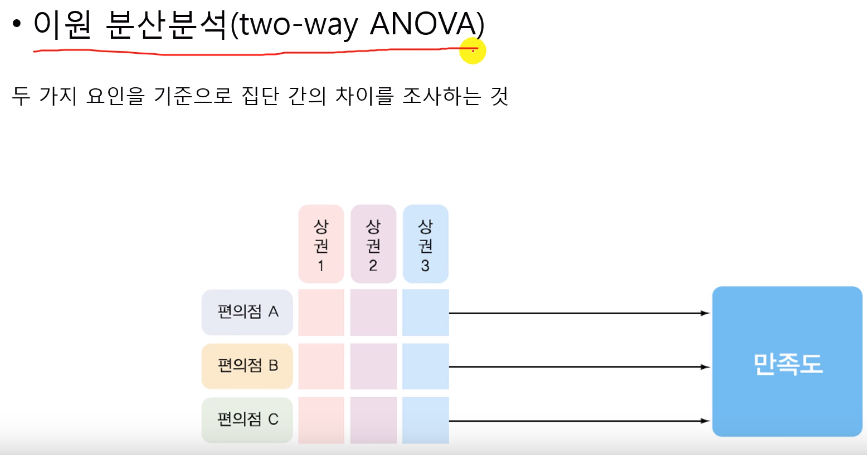 • 이원 분산분석(two-way ANOVA)
두 가지 요인을 기준으로 집단 간의 차이를 조사하는 것
상권1 상권2 상권3
편의점 A
편의점 B
만족도
편의점 C